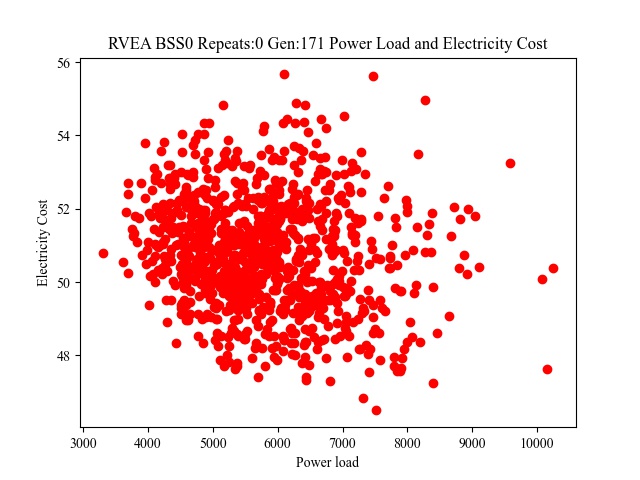 RVEA BSS0 Repeats:0 Gen:171 Power Load and Electricity Cost
56
54
52
50
48
Electricity Cost
3000 4000 5000 6000 7000 8000 9000 10000
Power load